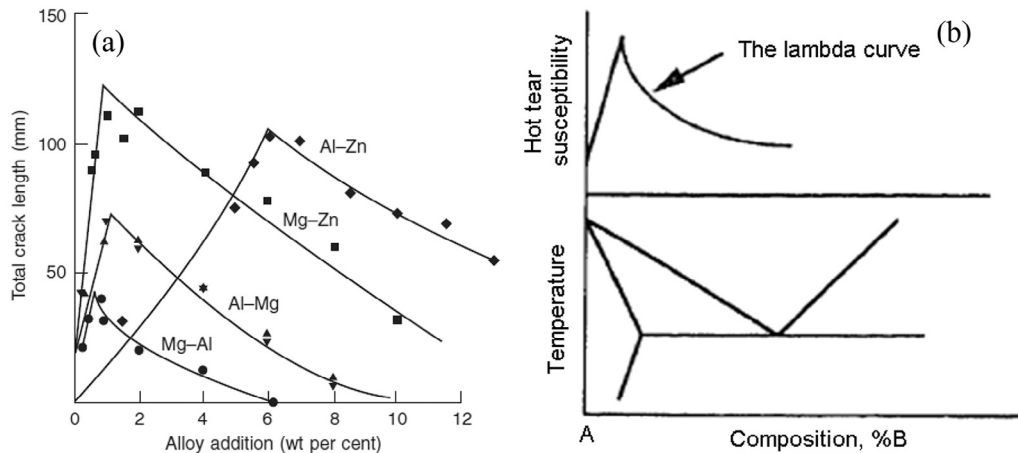 (a)
150
100
50
0
2
4
6
8
10
12
Total crack length (mm)
Alloy addition (wt per cent)
Al–Zn
Mg–Zn
Al–Mg
Mg–Al
(b)
The lambda curve
Hot tear
susceptibility
Temperature
A
Composition, %B